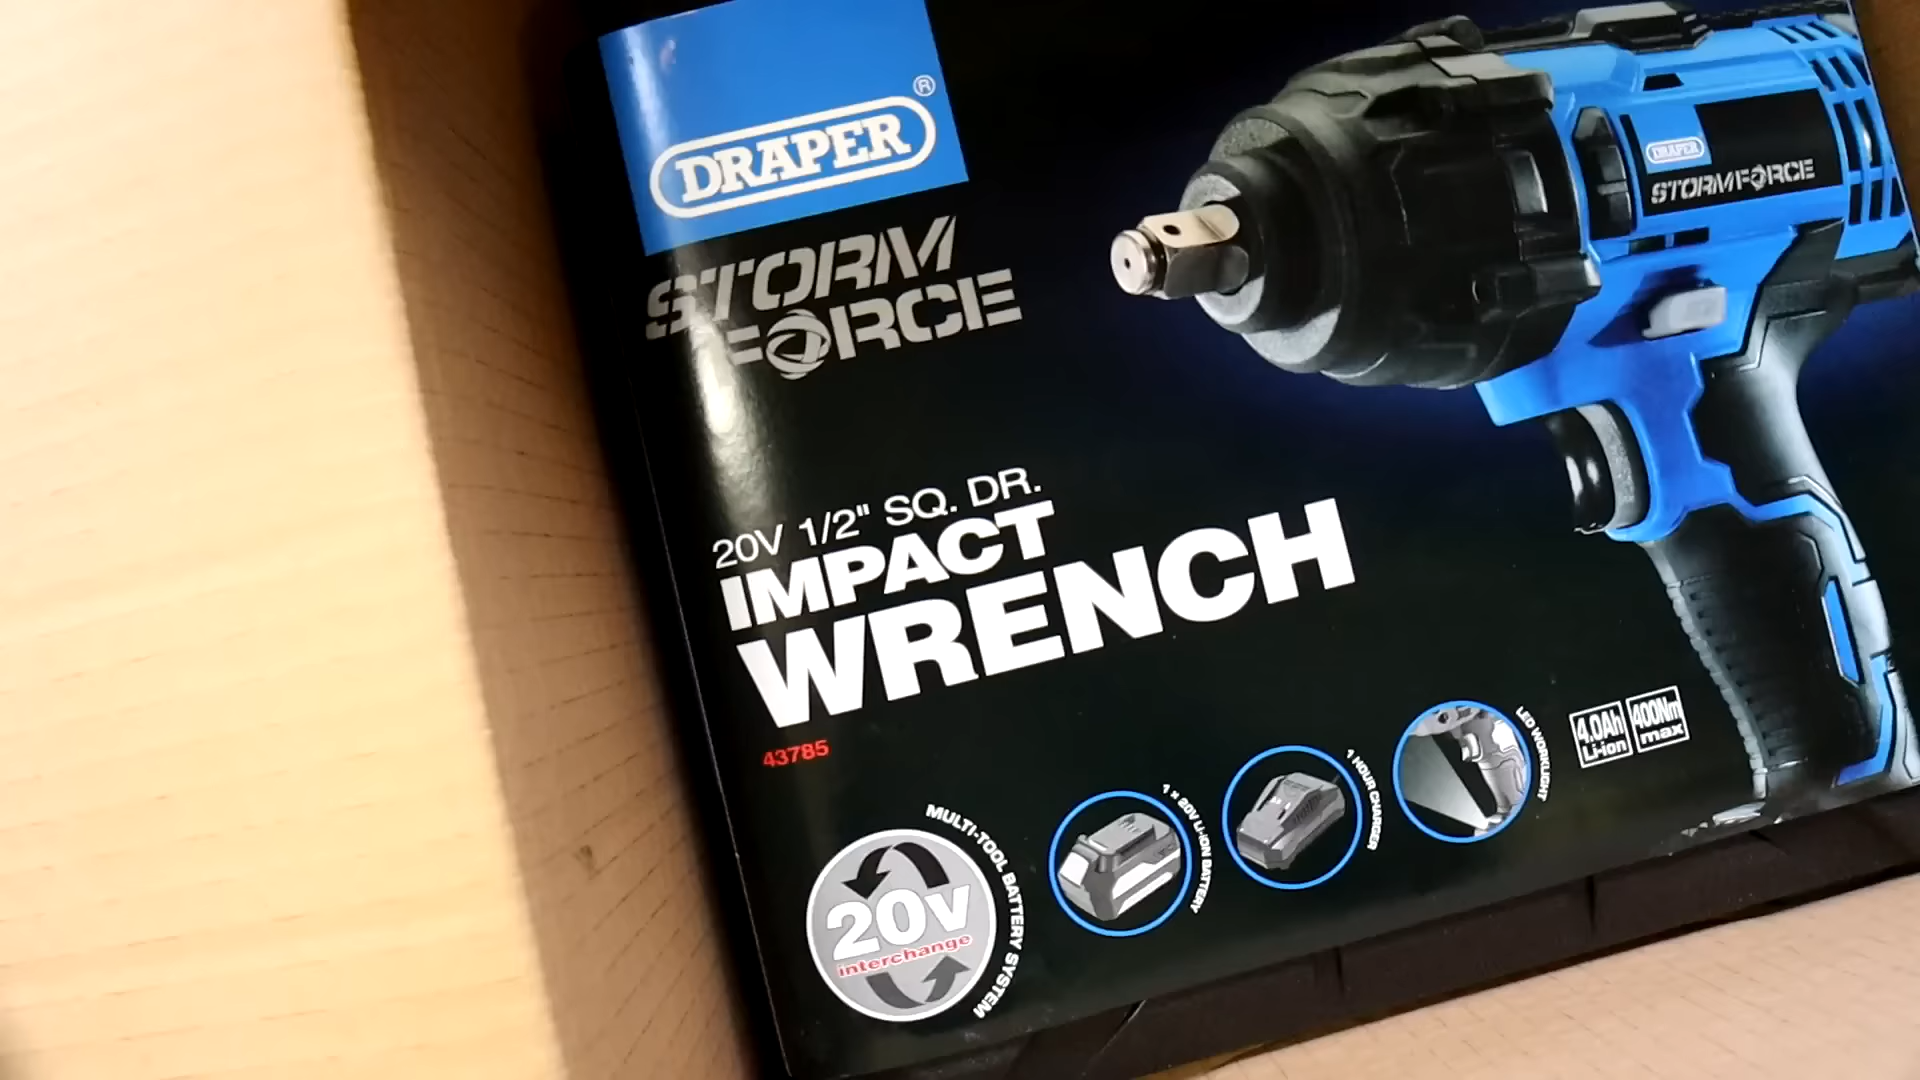 DRAPER®
STORM
FORCE
DRAPER
STORMFORCE
20V 1/2" SQ. DR.
IMPACT
WRENCH
43785
MULTI-TOOL BATTERY SYSTEM
20v
interchange
1 x 20V Li-ION BATTERY
1 HOUR CHARGER
LED WORKLIGHT
4.0Ah
Li-ion
400Nm
max